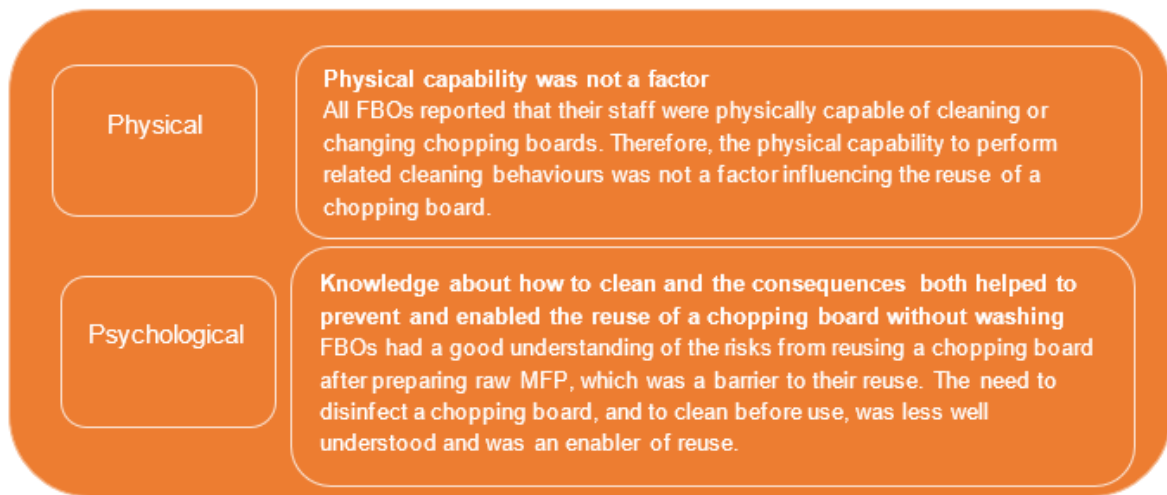 Physical
Physical capability was not a factor
All FBOs reported that their staff were physically capable of cleaning or
changing chopping boards. Therefore, the physical capability to perform
related cleaning behaviours was not a factor influencing the reuse of a
chopping board.
Psychological
Knowledge about how to clean and the consequences both helped to
prevent and enabled the reuse of a chopping board without washing
FBOs had a good understanding of the risks from reusing a chopping board
after preparing raw MFP, which was a barrier to their reuse. The need to
disinfect a chopping board, and to clean before use, was less well
understood and was an enabler of reuse.